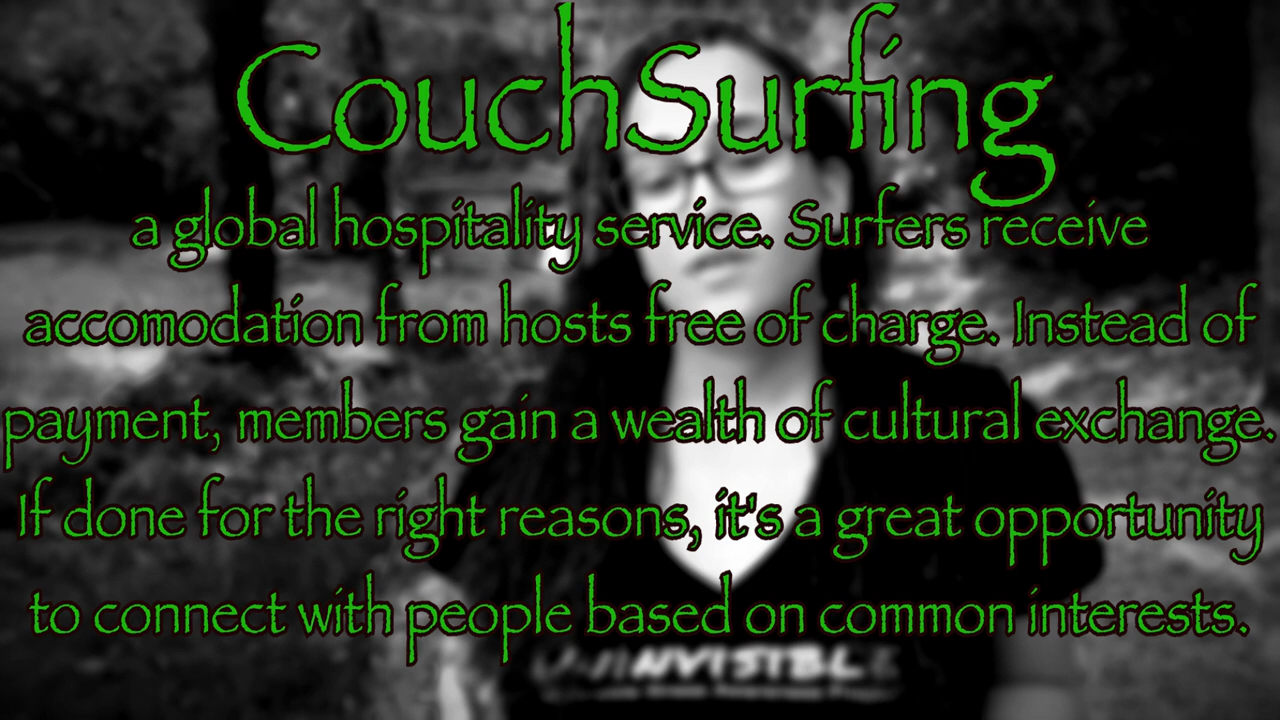 CouchSurfing
a global hospitality service. Surfers receive
accomodation from hosts free of charge. Instead of
payment, members gain a wealth of cultural exchange.
If done for the right reasons, it's a great opportunity
to connect with people based on common interests.